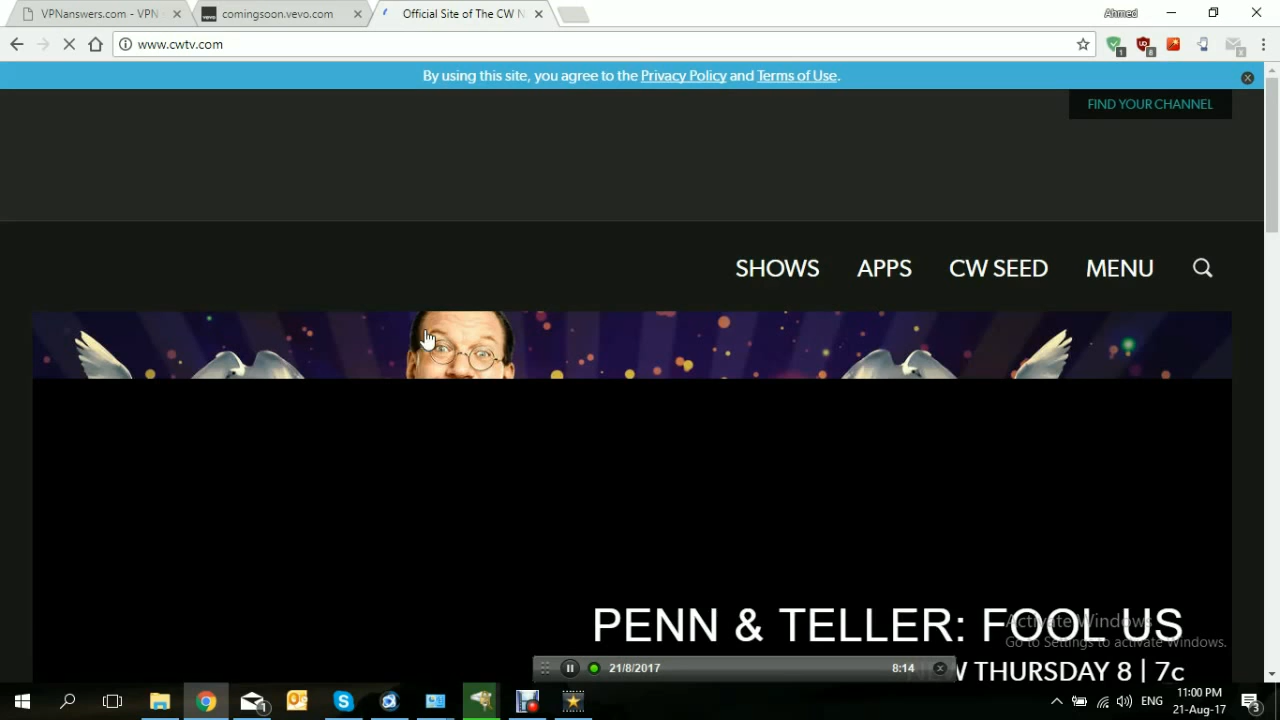 VPNanswers.com - VPN
comingsoon.vevo.com
Official Site of The CW N
Ahmed
www.cwtv.com
By using this site, you agree to the Privacy Policy and Terms of Use.
FIND YOUR CHANNEL
SHOWS APPS CW SEED MENU
PENN & TELLER: FOOL US
Activate Windows
Go to Settings to activate Windows.
THURSDAY 8 | 7c
21/8/2017 8:14
ENG
11:00 PM
21-Aug-17